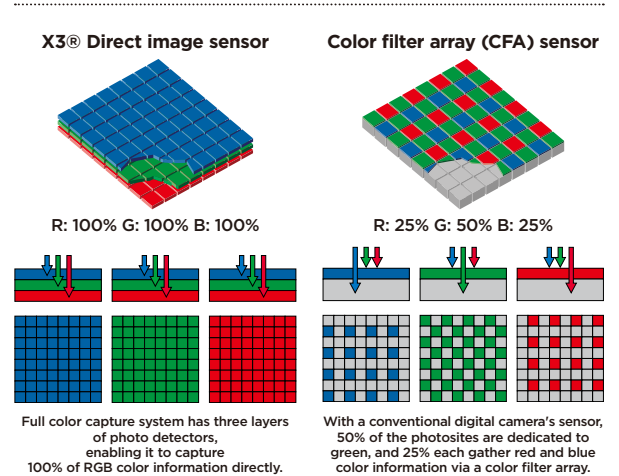 X3® Direct image sensor
R: 100% G: 100% B: 100%
Full color capture system has three layers
of photo detectors,
enabling it to capture
100% of RGB color information directly.
Color filter array (CFA) sensor
R: 25% G: 50% B: 25%
With a conventional digital camera's sensor,
50% of the photosites are dedicated to
green, and 25% each gather red and blue
color information via a color filter array.